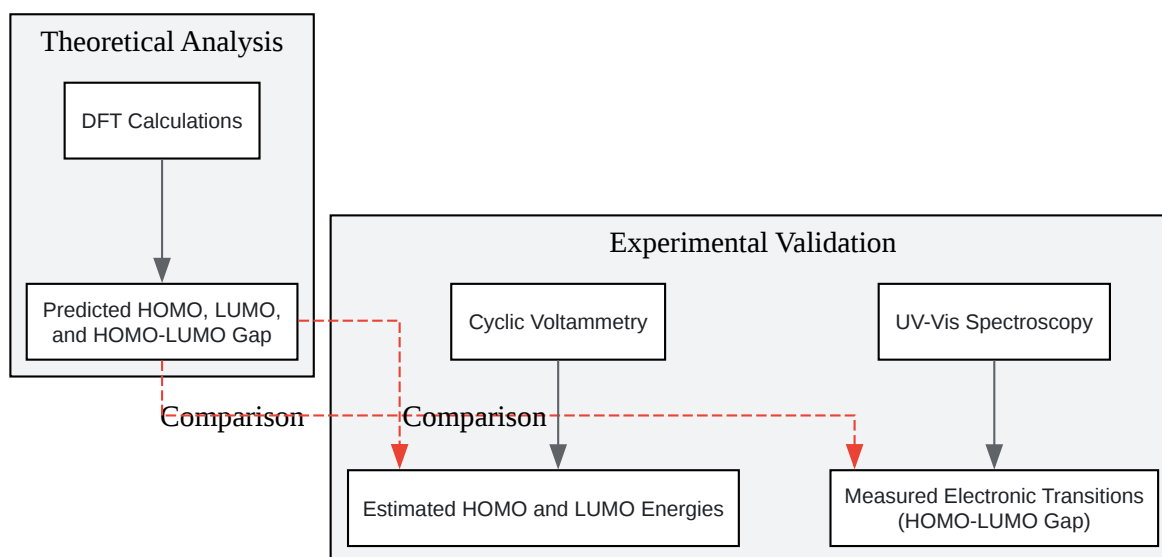 Theoretical Analysis
DFT Calculations
Predicted HOMO, LUMO,
and HOMO-LUMO Gap
Experimental Validation
Cyclic Voltammetry
UV-Vis Spectroscopy
Comparison
Comparison
Estimated HOMO and LUMO Energies
Measured Electronic Transitions
(HOMO-LUMO Gap)